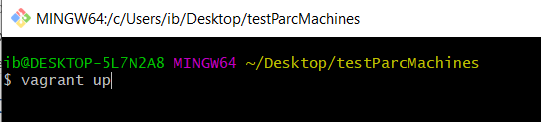 MINGW64:/c/Users/ib/Desktop/testParcMachines
ib@DESKTOP-5L7N2A8 MINGW64 ~/Desktop/testParcMachines
$ vagrant up